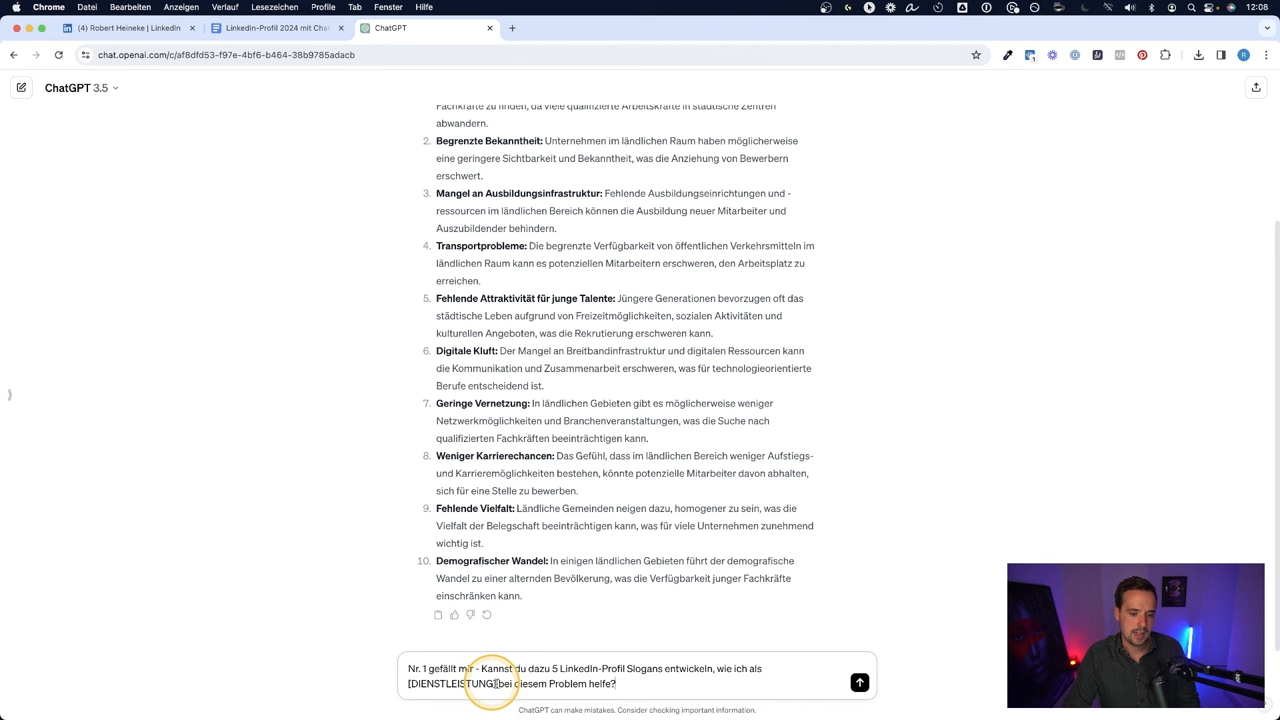 Chrome Datei Bearbeiten Anzeigen Verlauf Lesezeichen Profile Tab Fenster Hilfe 12:08
(4) Robert Heineke | LinkedIn
LinkedIn-Profil 2024 mit Chat
ChatGPT
chat.openai.com/c/af8dfd53-f97e-4bf6-b464-38b9785adacb
ChatGPT 3.5
Fachkräfte zu finden, da viele qualifizierte Arbeitskräfte in städtische Zentren
abwandern.
2. Begrenzte Bekanntheit: Unternehmen im ländlichen Raum haben möglicherweise
eine geringere Sichtbarkeit und Bekanntheit, was die Anziehung von Bewerbern
erschwert.
3. Mangel an Ausbildungsinfrastruktur: Fehlende Ausbildungseinrichtungen und -
ressourcen im ländlichen Bereich können die Ausbildung neuer Mitarbeiter und
Auszubildender behindern.
4. Transportprobleme: Die begrenzte Verfügbarkeit von öffentlichen Verkehrsmitteln im
ländlichen Raum kann es potenziellen Mitarbeitern erschweren, den Arbeitsplatz zu
erreichen.
5. Fehlende Attraktivität für junge Talente: Jüngere Generationen bevorzugen oft das
städtische Leben aufgrund von Freizeitmöglichkeiten, sozialen Aktivitäten und
kulturellen Angeboten, was die Rekrutierung erschweren kann.
6. Digitale Kluft: Der Mangel an Breitbandinfrastruktur und digitalen Ressourcen kann
die Kommunikation und Zusammenarbeit erschweren, was für technologieorientierte
Berufe entscheidend ist.
7. Geringe Vernetzung: In ländlichen Gebieten gibt es möglicherweise weniger
Netzwerkmöglichkeiten und Branchenveranstaltungen, was die Suche nach
qualifizierten Fachkräften beeinträchtigen kann.
8. Weniger Karrierechancen: Das Gefühl, dass im ländlichen Bereich weniger Aufstiegs-
und Karrieremöglichkeiten bestehen, könnte potenzielle Mitarbeiter davon abhalten,
sich für eine Stelle zu bewerben.
9. Fehlende Vielfalt: Ländliche Gemeinden neigen dazu, homogener zu sein, was die
Vielfalt der Belegschaft beeinträchtigen kann, was für viele Unternehmen zunehmend
wichtig ist.
10. Demografischer Wandel: In einigen ländlichen Gebieten führt der demografische
Wandel zu einer alternden Bevölkerung, was die Verfügbarkeit junger Fachkräfte
einschränken kann.
Nr. 1 gefällt mir - Kannst du dazu 5 LinkedIn-Profil Slogans entwickeln, wie ich als
[DIENSTLEISTUNG] bei diesem Problem helfe?
ChatGPT can make mistakes. Consider checking important information.